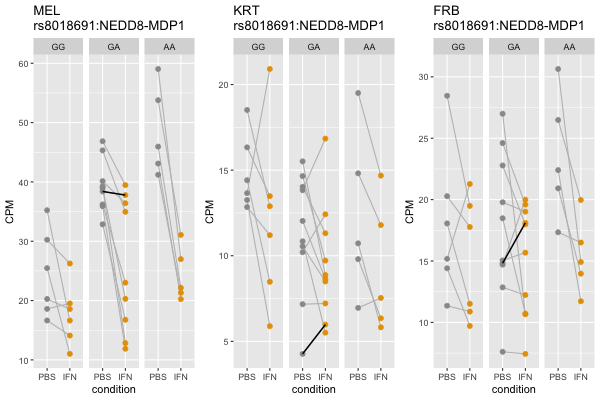 MEL
rs8018691:NEDD8-MDP1
GG GA AA
CPM
60
50
40
30
20
10
PBS IFN PBS IFN PBS IFN
condition
KRT
rs8018691:NEDD8-MDP1
GG GA AA
CPM
20
15
10
5
PBS IFN PBS IFN PBS IFN
condition
FRB
rs8018691:NEDD8-MDP1
GG GA AA
CPM
30
25
20
15
10
PBS IFN PBS IFN PBS IFN
condition